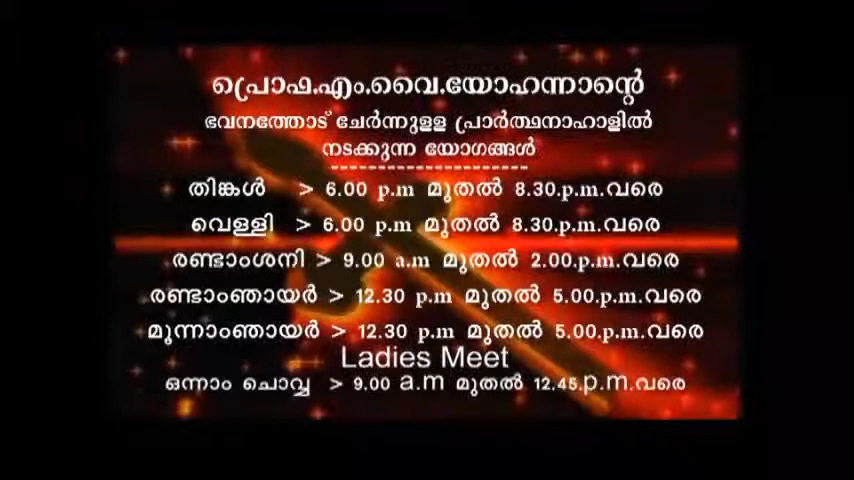 പ്രൊഫ.എം.വൈ.യോഹന്നാന്റെ
ഭവനത്തോട് ചേർന്നുളള പ്രാർത്ഥനാഹാളിൽ
നടക്കുന്ന യോഗങ്ങൾ
---------------------
തിങ്കൾ > 6.00 p.m മുതൽ 8.30.p.m.വരെ
വെള്ളി > 6.00 p.m മുതൽ 8.30.p.m.വരെ
രണ്ടാംശനി > 9.00 a.m മുതൽ 2.00.p.m.വരെ
രണ്ടാംഞായർ > 12.30 p.m മുതൽ 5.00.p.m.വരെ
മൂന്നാംഞായർ > 12.30 p.m മുതൽ 5.00.p.m.വരെ
Ladies Meet
ഒന്നാം ചൊവ്വ > 9.00 a.m മുതൽ 12.45.p.m.വരെ